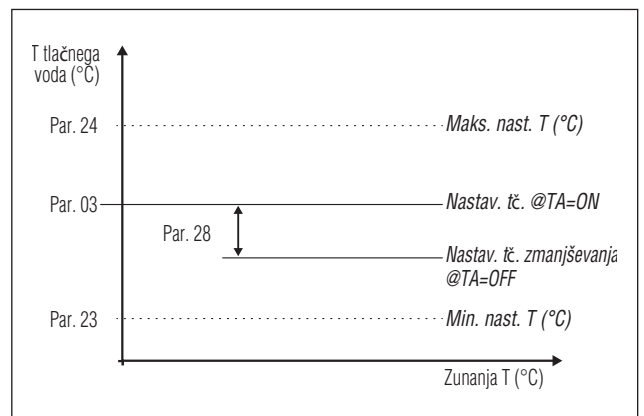 T tlačnega
voda (°C)
Par. 24
Maks. nast. T (°C)
Par. 03
Nastav. tč. @TA=ON
Par. 28
Nastav. tč. zmanjševanja
@TA=OFF
Par. 23
Min. nast. T (°C)
Zunanja T (°C)